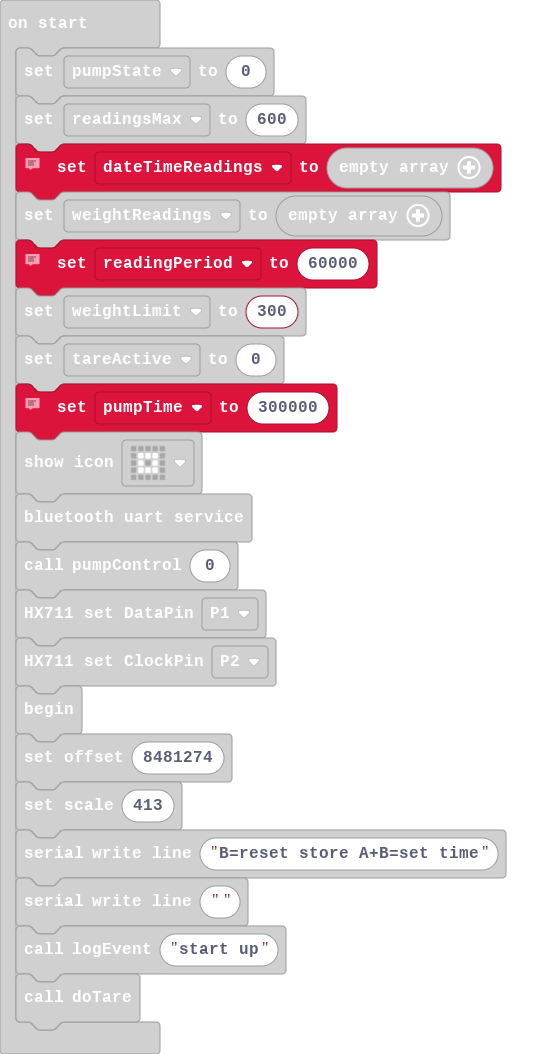 on start
set pumpState to 0
set readingsMax to 600
set dateTimeReadings to empty array
set weightReadings to empty array
set readingPeriod to 60000
set weightLimit to 300
set tareActive to 0
set pumpTime to 300000
show icon
bluetooth uart service
call pumpControl 0
HX711 set DataPin P1
HX711 set ClockPin P2
begin
set offset 8481274
set scale 413
serial write line "B=reset store A+B=set time"
serial write line ""
call logEvent "start up"
call doTare